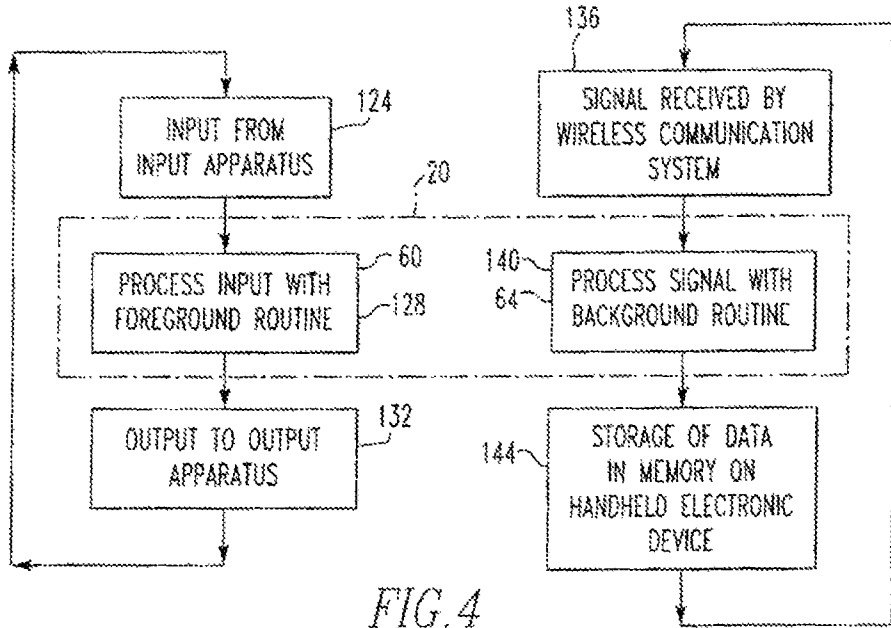 136
SIGNAL RECEIVED BY
WIRELESS COMMUNICATION
SYSTEM
124
INPUT FROM
INPUT APPARATUS
20
60
PROCESS INPUT WITH
FOREGROUND ROUTINE
128
140
64
PROCESS SIGNAL WITH
BACKGROUND ROUTINE
132
OUTPUT TO OUTPUT
APPARATUS
144
STORAGE OF DATA
IN MEMORY ON
HANDHELD ELECTRONIC
DEVICE
FIG.4